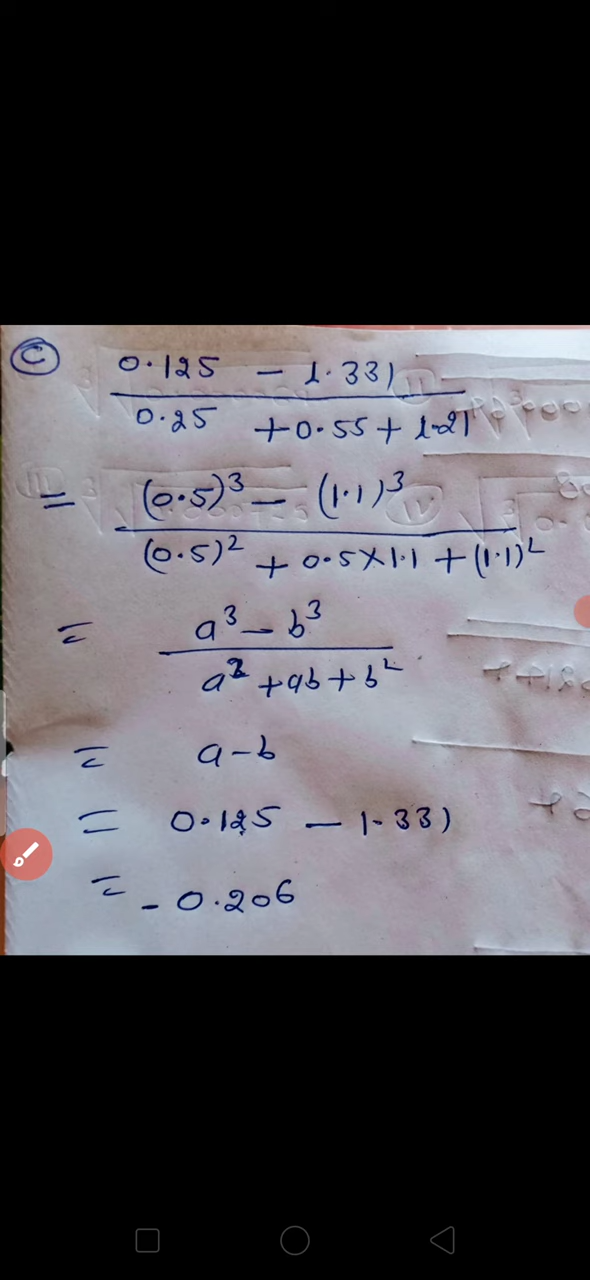 C 0.125 - 1.331
0.25 + 0.55 + 1.21
= (0.5)³ - (1.1)³
(0.5)² + 0.5×1.1 + (1.1)²
= a³ - b³
a² + ab + b²
= a - b
= 0.125 - 1.331
= - 0.206